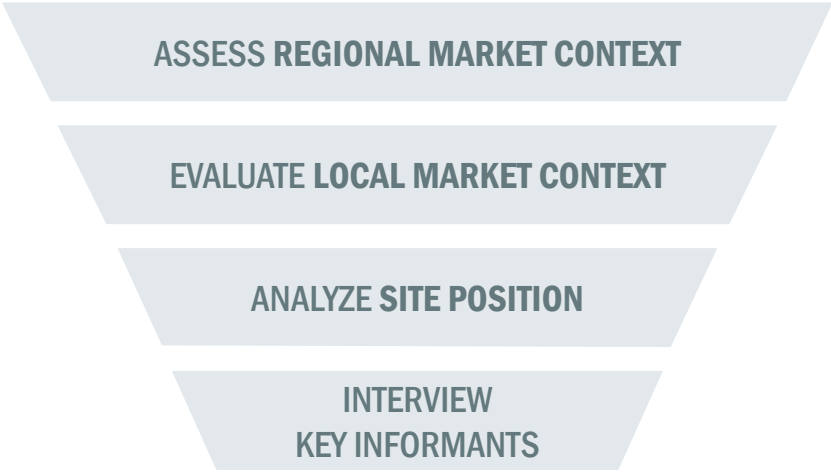 ASSESS REGIONAL MARKET CONTEXT
EVALUATE LOCAL MARKET CONTEXT
ANALYZE SITE POSITION
INTERVIEW
KEY INFORMANTS